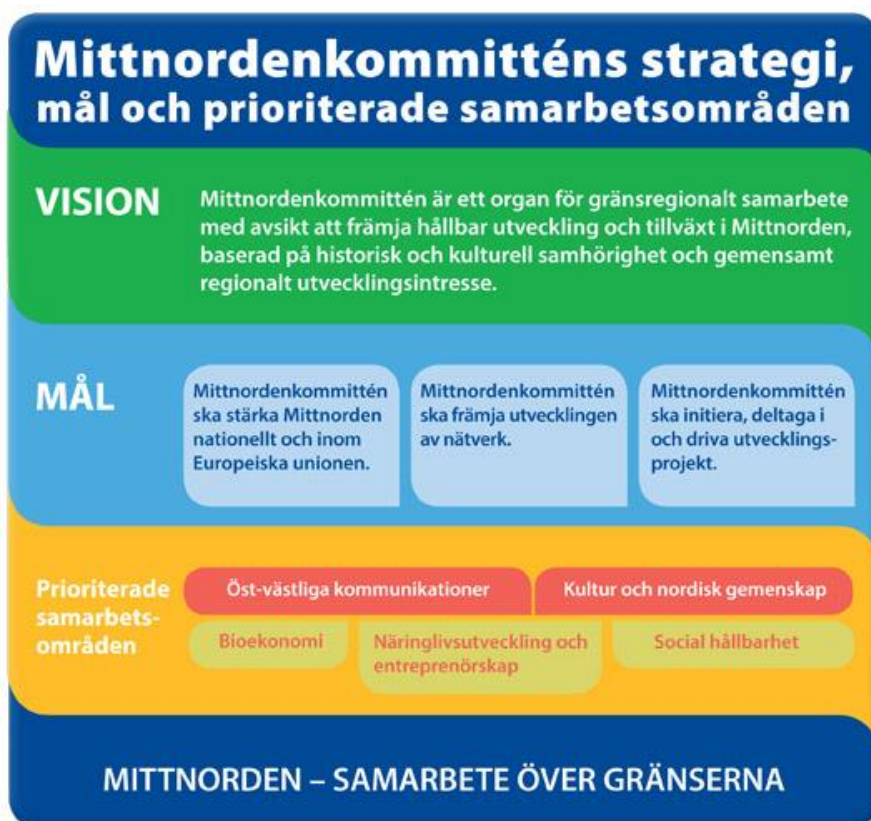 Mittnordenkommitténs strategi,
mål och prioriterade samarbetsområden
VISION
Mittnordenkommittén är ett organ för gränsregionalt samarbete
med avsikt att främja hållbar utveckling och tillväxt i Mittnorden,
baserad på historisk och kulturell samhörighet och gemensamt
regionalt utvecklingsintresse.
MÅL
Mittnordenkommittén
ska stärka Mittnorden
nationellt och inom
Europeiska unionen.
Mittnordenkommittén
ska främja utvecklingen
av nätverk.
Mittnordenkommittén
ska initiera, deltaga i
och driva utvecklings-
projekt.
Prioriterade
samarbets-
områden
Öst-västliga kommunikationer
Kultur och nordisk gemenskap
Bioekonomi
Näringlivsutveckling och
entreprenörskap
Social hållbarhet
MITTNORDEN – SAMARBETE ÖVER GRÄNSERNA